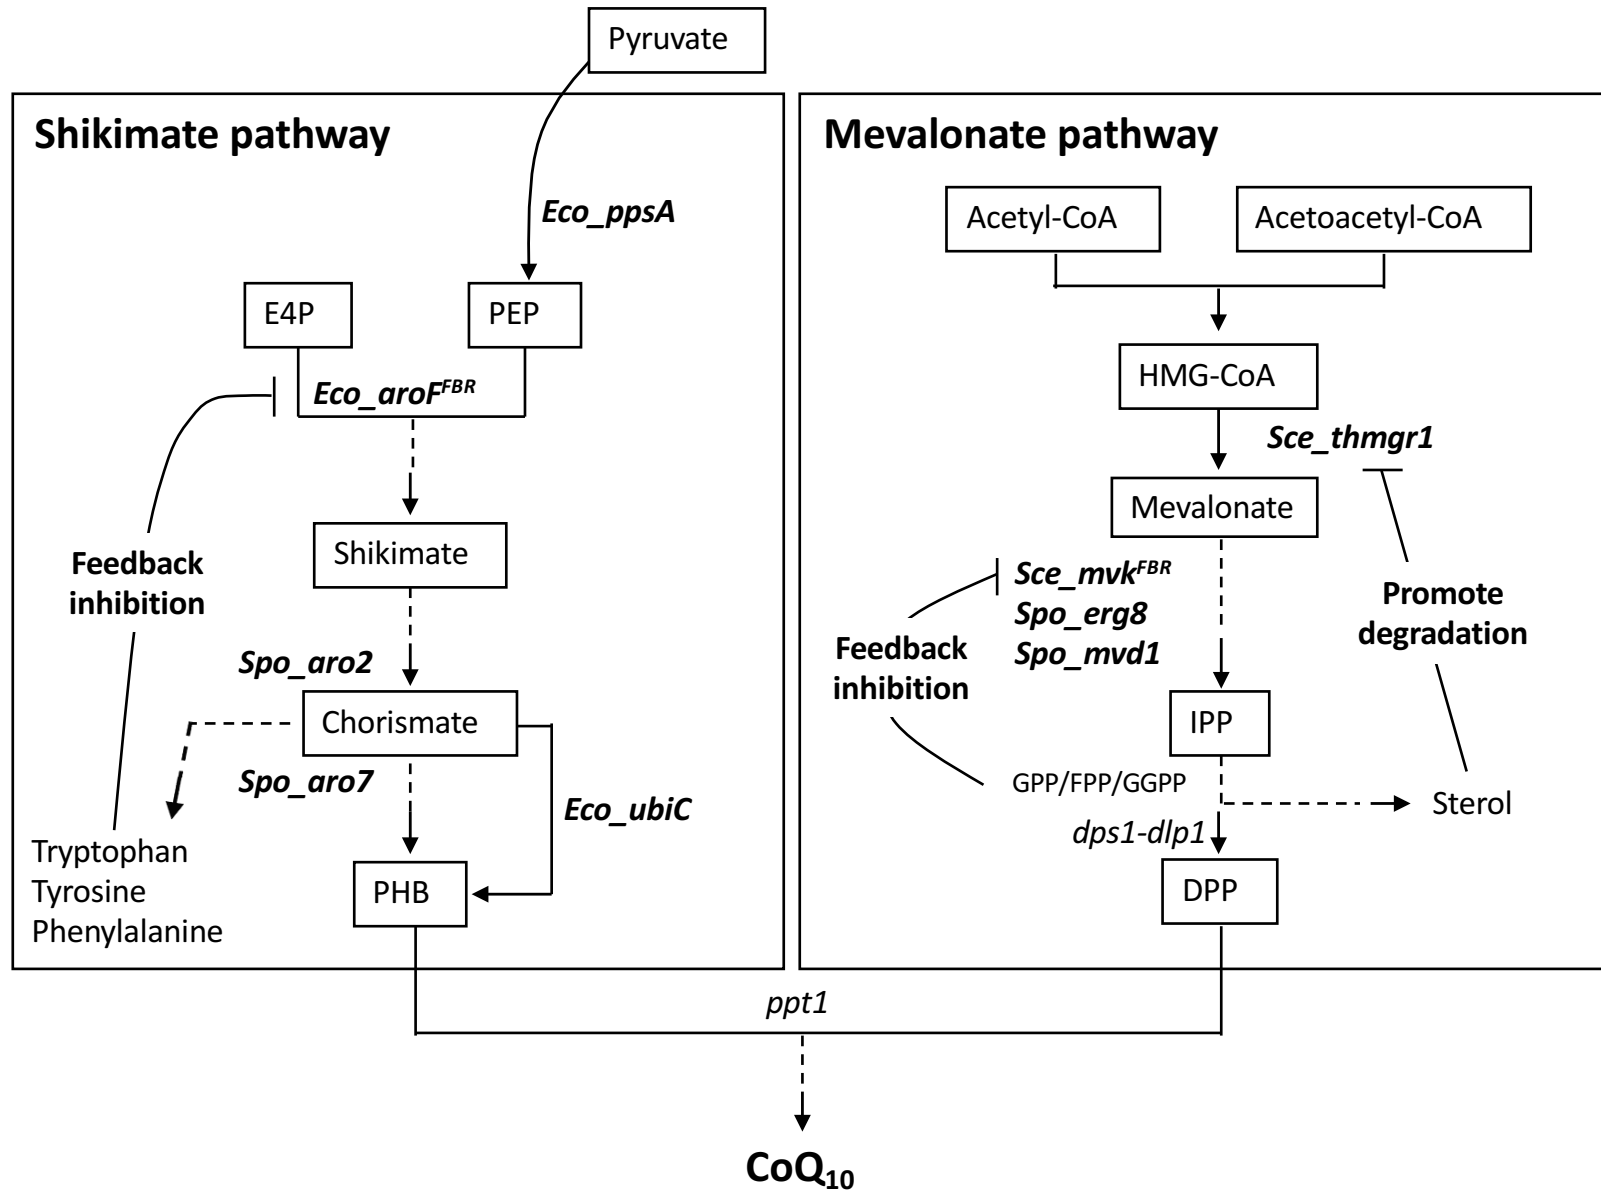 Pyruvate
Shikimate pathway
Eco_ppsA
E4P
PEP
Eco_aroF^FBR
Feedback
inhibition
Shikimate
Spo_aro2
Chorismate
Spo_aro7
Eco_ubiC
Tryptophan
Tyrosine
Phenylalanine
PHB
Mevalonate pathway
Acetyl-CoA
Acetoacetyl-CoA
HMG-CoA
Sce_thmgr1
Mevalonate
Sce_mvk^FBR
Spo_erg8
Spo_mvd1
Feedback
inhibition
Promote
degradation
IPP
GPP/FPP/GGPP
Sterol
dps1-dlp1
DPP
ppt1
CoQ₁₀